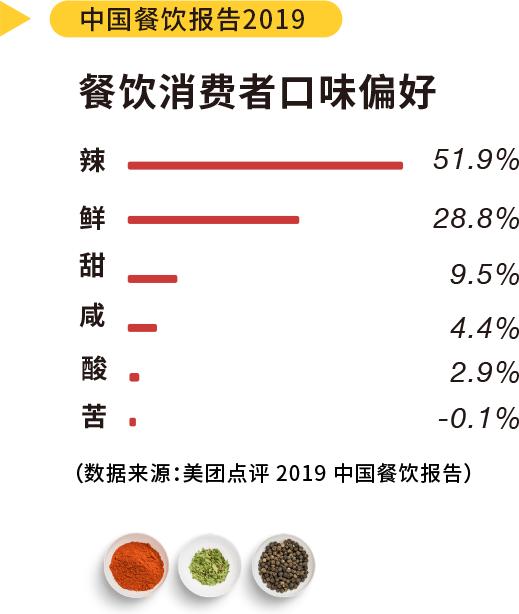 中国餐饮报告2019
餐饮消费者口味偏好
辣 51.9%
鲜 28.8%
甜 9.5%
咸 4.4%
酸 2.9%
苦 -0.1%
（数据来源：美团点评 2019 中国餐饮报告）